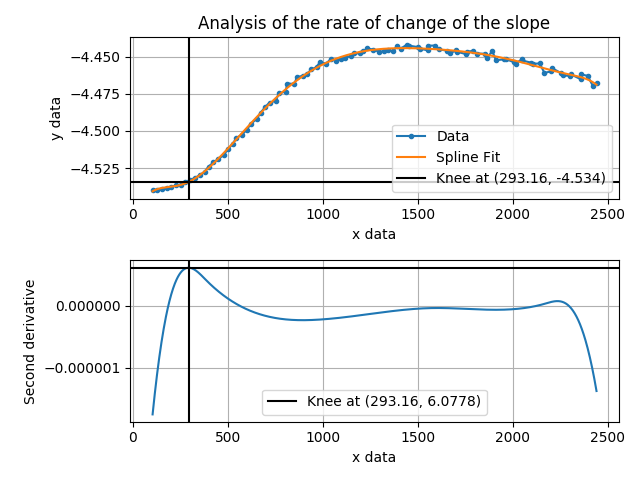 Analysis of the rate of change of the slope
−4.450
−4.475
−4.500
−4.525
y data
Data
Spline Fit
Knee at (293.16, -4.534)
0
500
1000
1500
2000
2500
x data
0.000000
−0.000001
Second derivative
Knee at (293.16, 6.0778)
0
500
1000
1500
2000
2500
x data